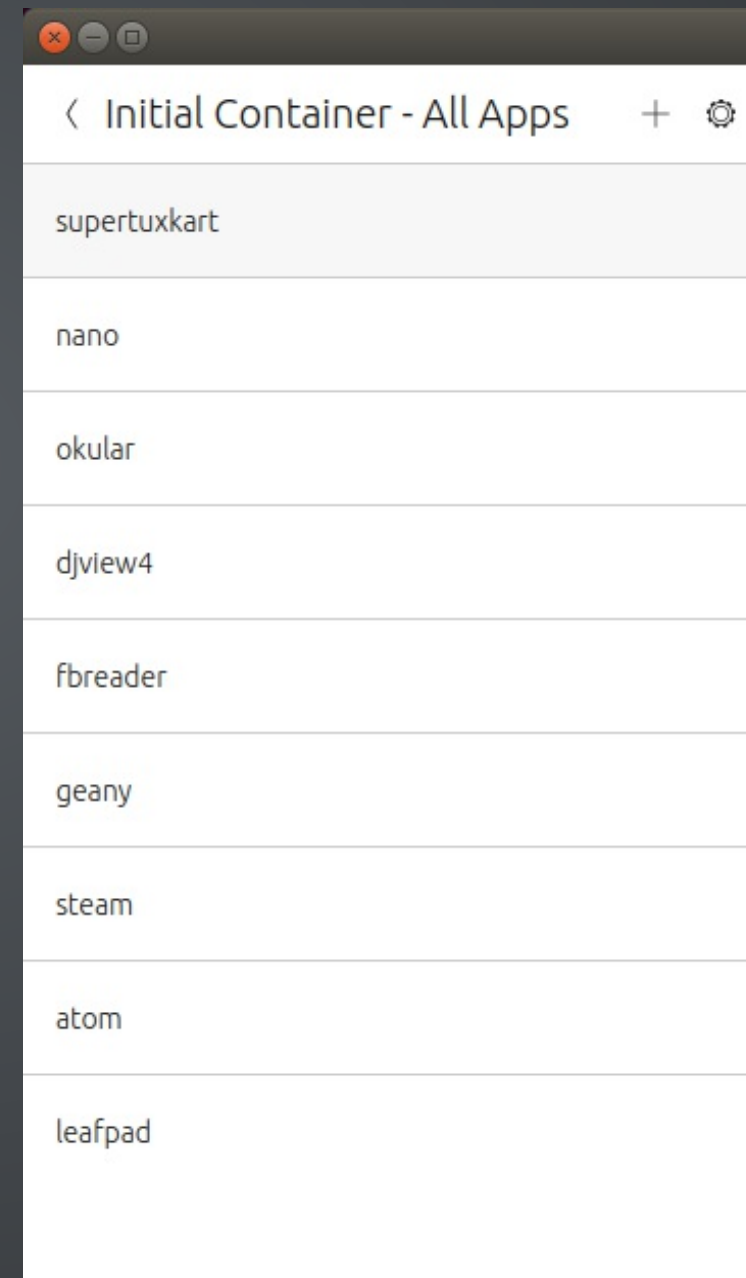 Initial Container - All Apps
supertuxkart
nano
okular
djview4
fbreader
geany
steam
atom
leafpad